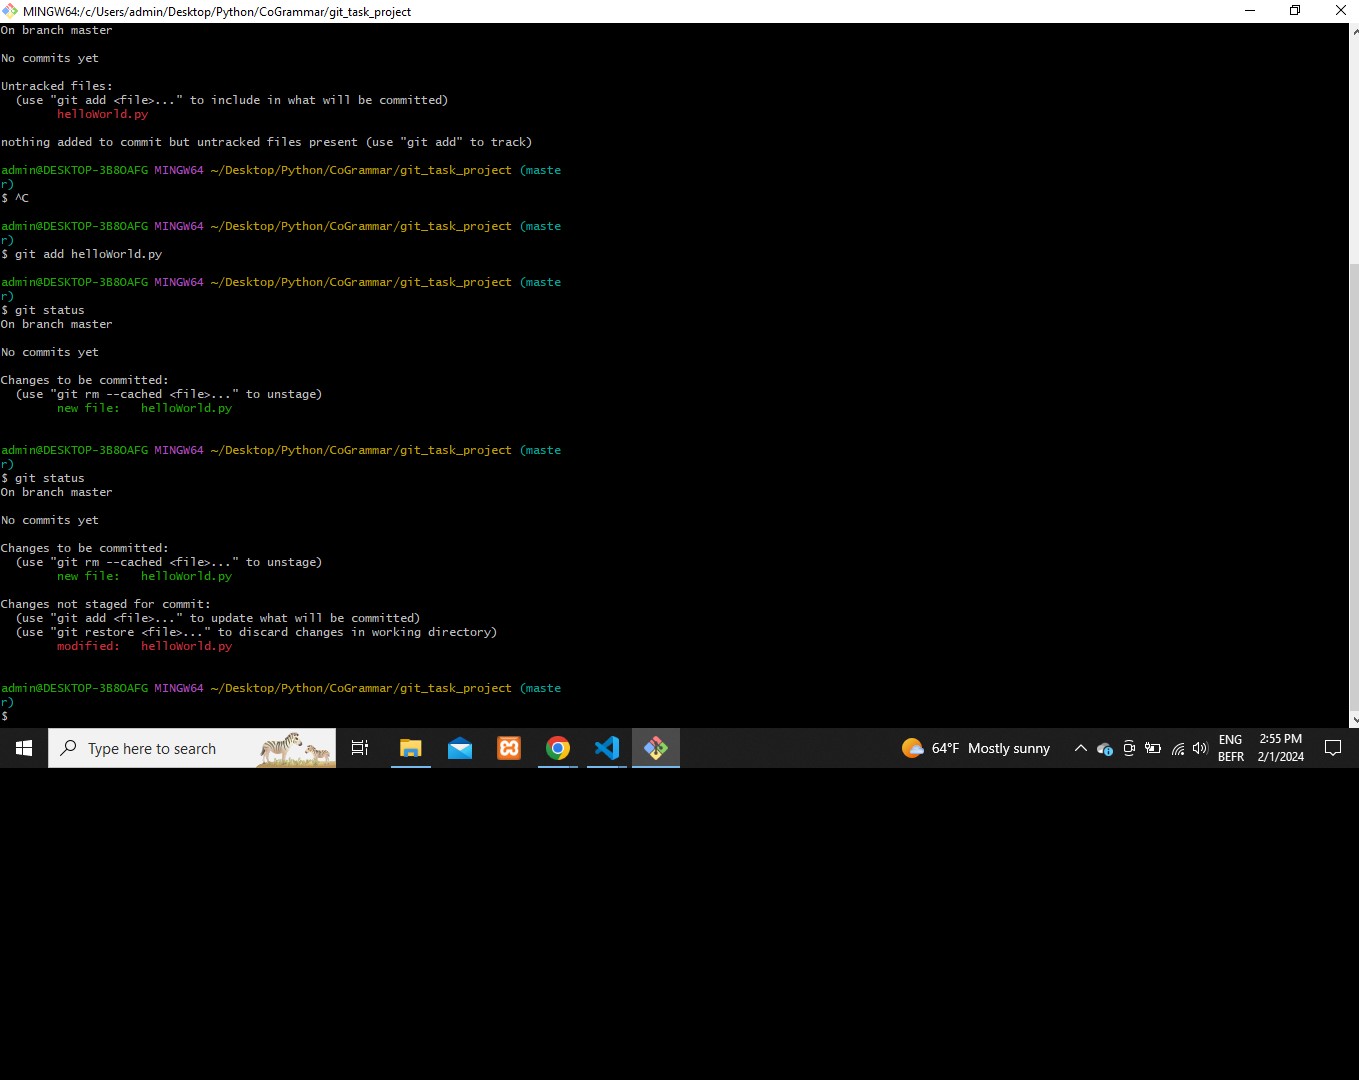 MINGW64:/c/Users/admin/Desktop/Python/CoGrammar/git_task_project
On branch master
No commits yet
Untracked files:
(use "git add <file>..." to include in what will be committed)
helloWorld.py
nothing added to commit but untracked files present (use "git add" to track)
admin@DESKTOP-3B8OAFG MINGW64 ~/Desktop/Python/CoGrammar/git_task_project (maste
r)
$ ^C
admin@DESKTOP-3B8OAFG MINGW64 ~/Desktop/Python/CoGrammar/git_task_project (maste
r)
$ git add helloWorld.py
admin@DESKTOP-3B8OAFG MINGW64 ~/Desktop/Python/CoGrammar/git_task_project (maste
r)
$ git status
On branch master
No commits yet
Changes to be committed:
(use "git rm --cached <file>..." to unstage)
new file:   helloWorld.py
admin@DESKTOP-3B8OAFG MINGW64 ~/Desktop/Python/CoGrammar/git_task_project (maste
r)
$ git status
On branch master
No commits yet
Changes to be committed:
(use "git rm --cached <file>..." to unstage)
new file:   helloWorld.py
Changes not staged for commit:
(use "git add <file>..." to update what will be committed)
(use "git restore <file>..." to discard changes in working directory)
modified:   helloWorld.py
admin@DESKTOP-3B8OAFG MINGW64 ~/Desktop/Python/CoGrammar/git_task_project (maste
r)
$
Type here to search
64°F Mostly sunny
ENG
BEFR
2:55 PM
2/1/2024